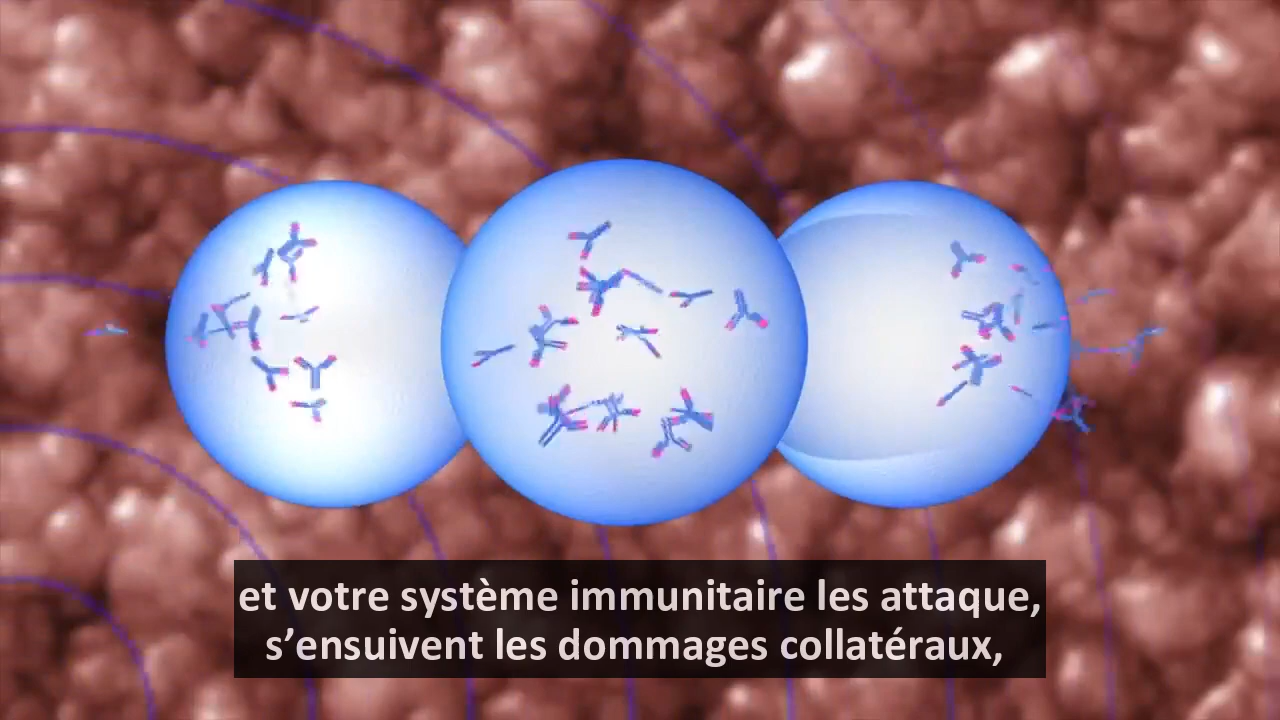 et votre système immunitaire les attaque,
s’ensuivent les dommages collatéraux,